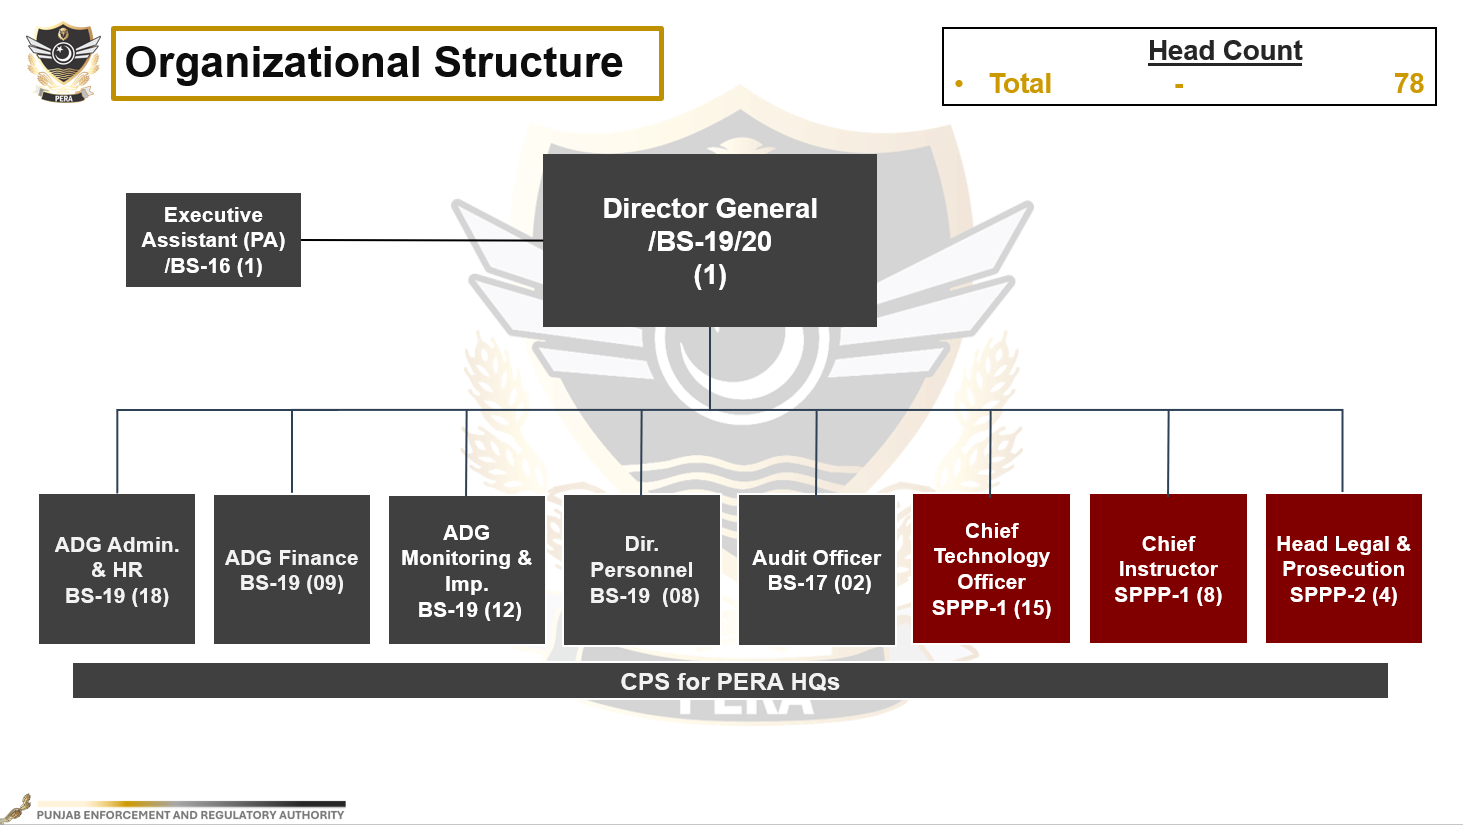 PERA
Organizational Structure
Head Count
• Total - 78
Executive
Assistant (PA)
/BS-16 (1)
Director General
/BS-19/20
(1)
ADG Admin.
& HR
BS-19 (18)
ADG Finance
BS-19 (09)
ADG
Monitoring &
Imp.
BS-19 (12)
Dir.
Personnel
BS-19 (08)
Audit Officer
BS-17 (02)
Chief
Technology
Officer
SPPP-1 (15)
Chief
Instructor
SPPP-1 (8)
Head Legal &
Prosecution
SPPP-2 (4)
CPS for PERA HQs
PERA
PUNJAB ENFORCEMENT AND REGULATORY AUTHORITY